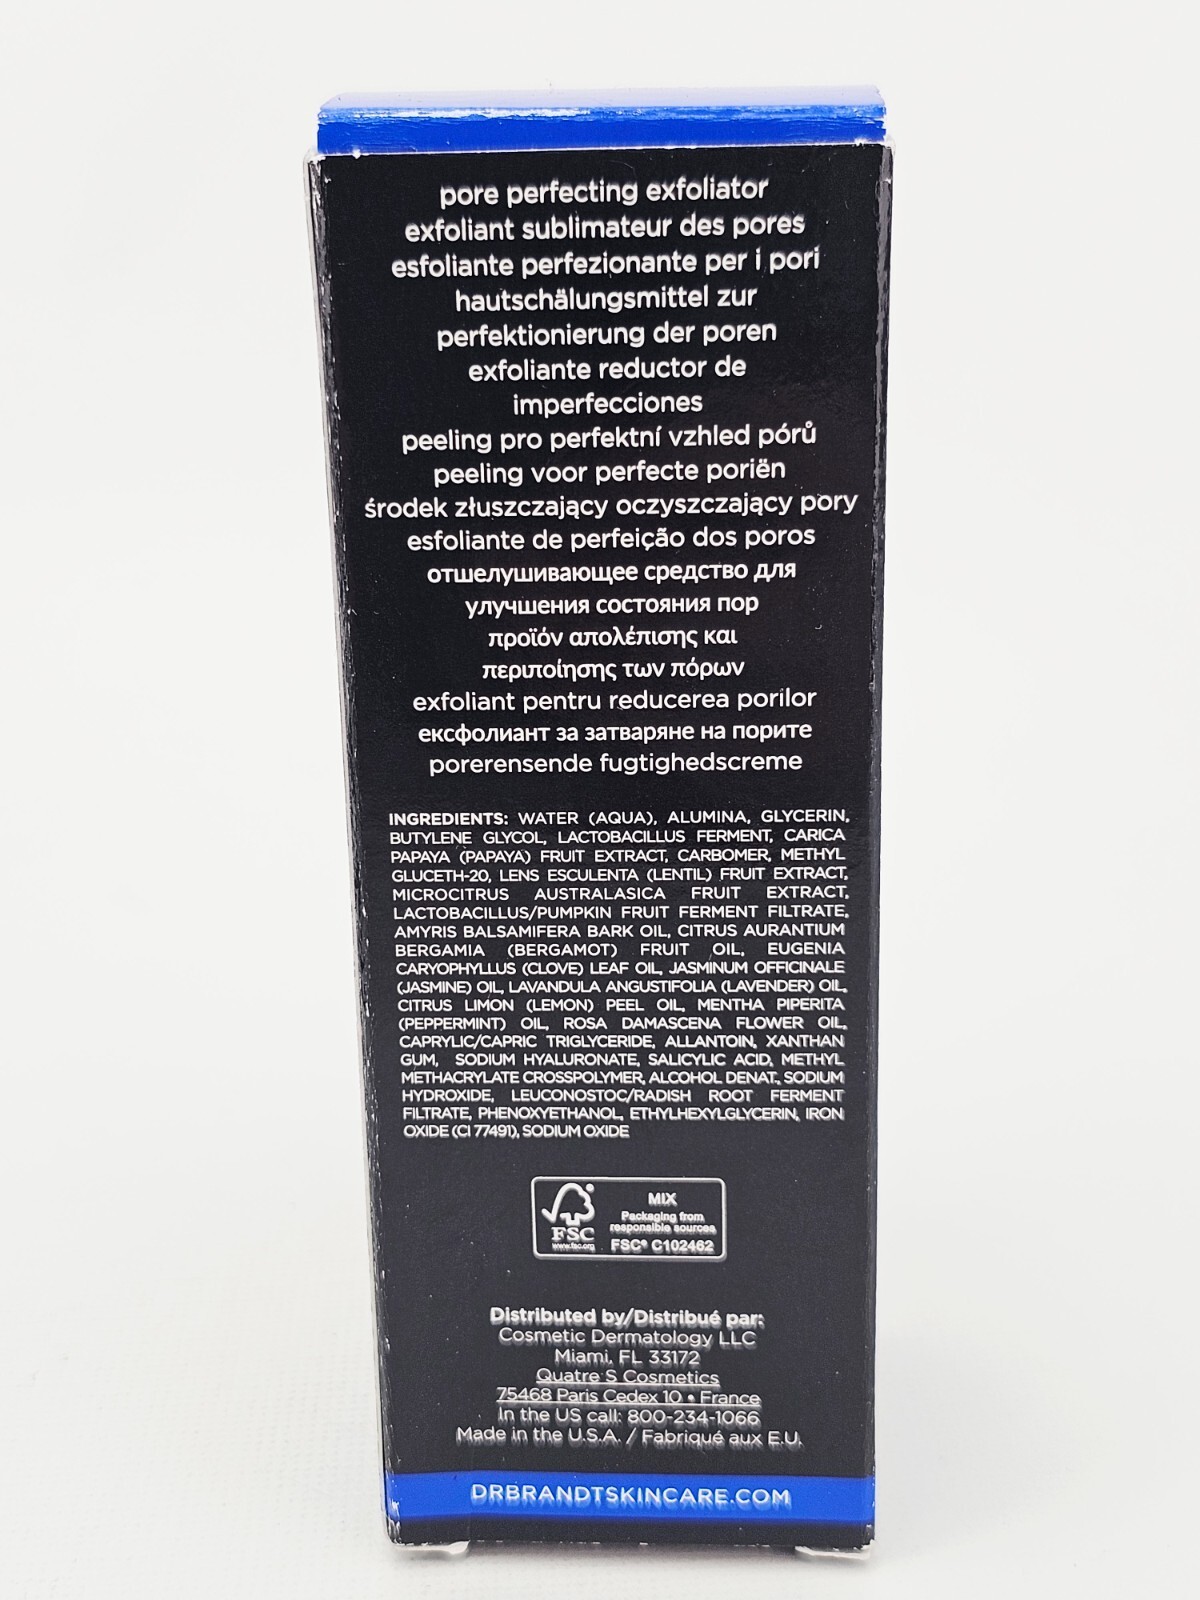 pore perfecting exfoliator
exfoliant sublimateur des pores
esfoliante perfezionante per i pori
hautschälungsmittel zur
perfektionierung der poren
exfoliante reductor de
imperfecciones
peeling pro perfektní vzhled pórů
peeling voor perfecte poriën
środek złuszczający oczyszczający pory
esfoliante de perfeição dos poros
отшелушивающее средство для
улучшения состояния пор
προϊόν απολέπισης και
περιποίησης των πόρων
exfoliant pentru reducerea porilor
ексфолиант за затваряне на порите
porerensende fugtighedscreme
INGREDIENTS: WATER (AQUA), ALUMINA, GLYCERIN,
BUTYLENE GLYCOL, LACTOBACILLUS FERMENT, CARICA
PAPAYA (PAPAYA) FRUIT EXTRACT, CARBOMER, METHYL
GLUCETH-20, LENS ESCULENTA (LENTIL) FRUIT EXTRACT,
MICROCITRUS AUSTRALASICA FRUIT EXTRACT,
LACTOBACILLUS/PUMPKIN FRUIT FERMENT FILTRATE,
AMYRIS BALSAMIFERA BARK OIL, CITRUS AURANTIUM
BERGAMIA (BERGAMOT) FRUIT OIL, EUGENIA
CARYOPHYLLUS (CLOVE) LEAF OIL, JASMINUM OFFICINALE
(JASMINE) OIL, LAVANDULA ANGUSTIFOLIA (LAVENDER) OIL,
CITRUS LIMON (LEMON) PEEL OIL, MENTHA PIPERITA
(PEPPERMINT) OIL, ROSA DAMASCENA FLOWER OIL,
CAPRYLIC/CAPRIC TRIGLYCERIDE, ALLANTOIN, XANTHAN
GUM, SODIUM HYALURONATE, SALICYLIC ACID, METHYL
METHACRYLATE CROSSPOLYMER, ALCOHOL DENAT., SODIUM
HYDROXIDE, LEUCONOSTOC/RADISH ROOT FERMENT
FILTRATE, PHENOXYETHANOL, ETHYLHEXYLGLYCERIN, IRON
OXIDE (CI 77491), SODIUM OXIDE
FSC
www.fsc.org
MIX
Packaging from
responsible sources
FSC® C102462
Distributed by/Distribué par:
Cosmetic Dermatology LLC
Miami, FL 33172
Quatre S Cosmetics
75468 Paris Cedex 10 • France
In the US call: 800-234-1066
Made in the U.S.A. / Fabriqué aux E.U.
DRBRANDTSKINCARE.COM